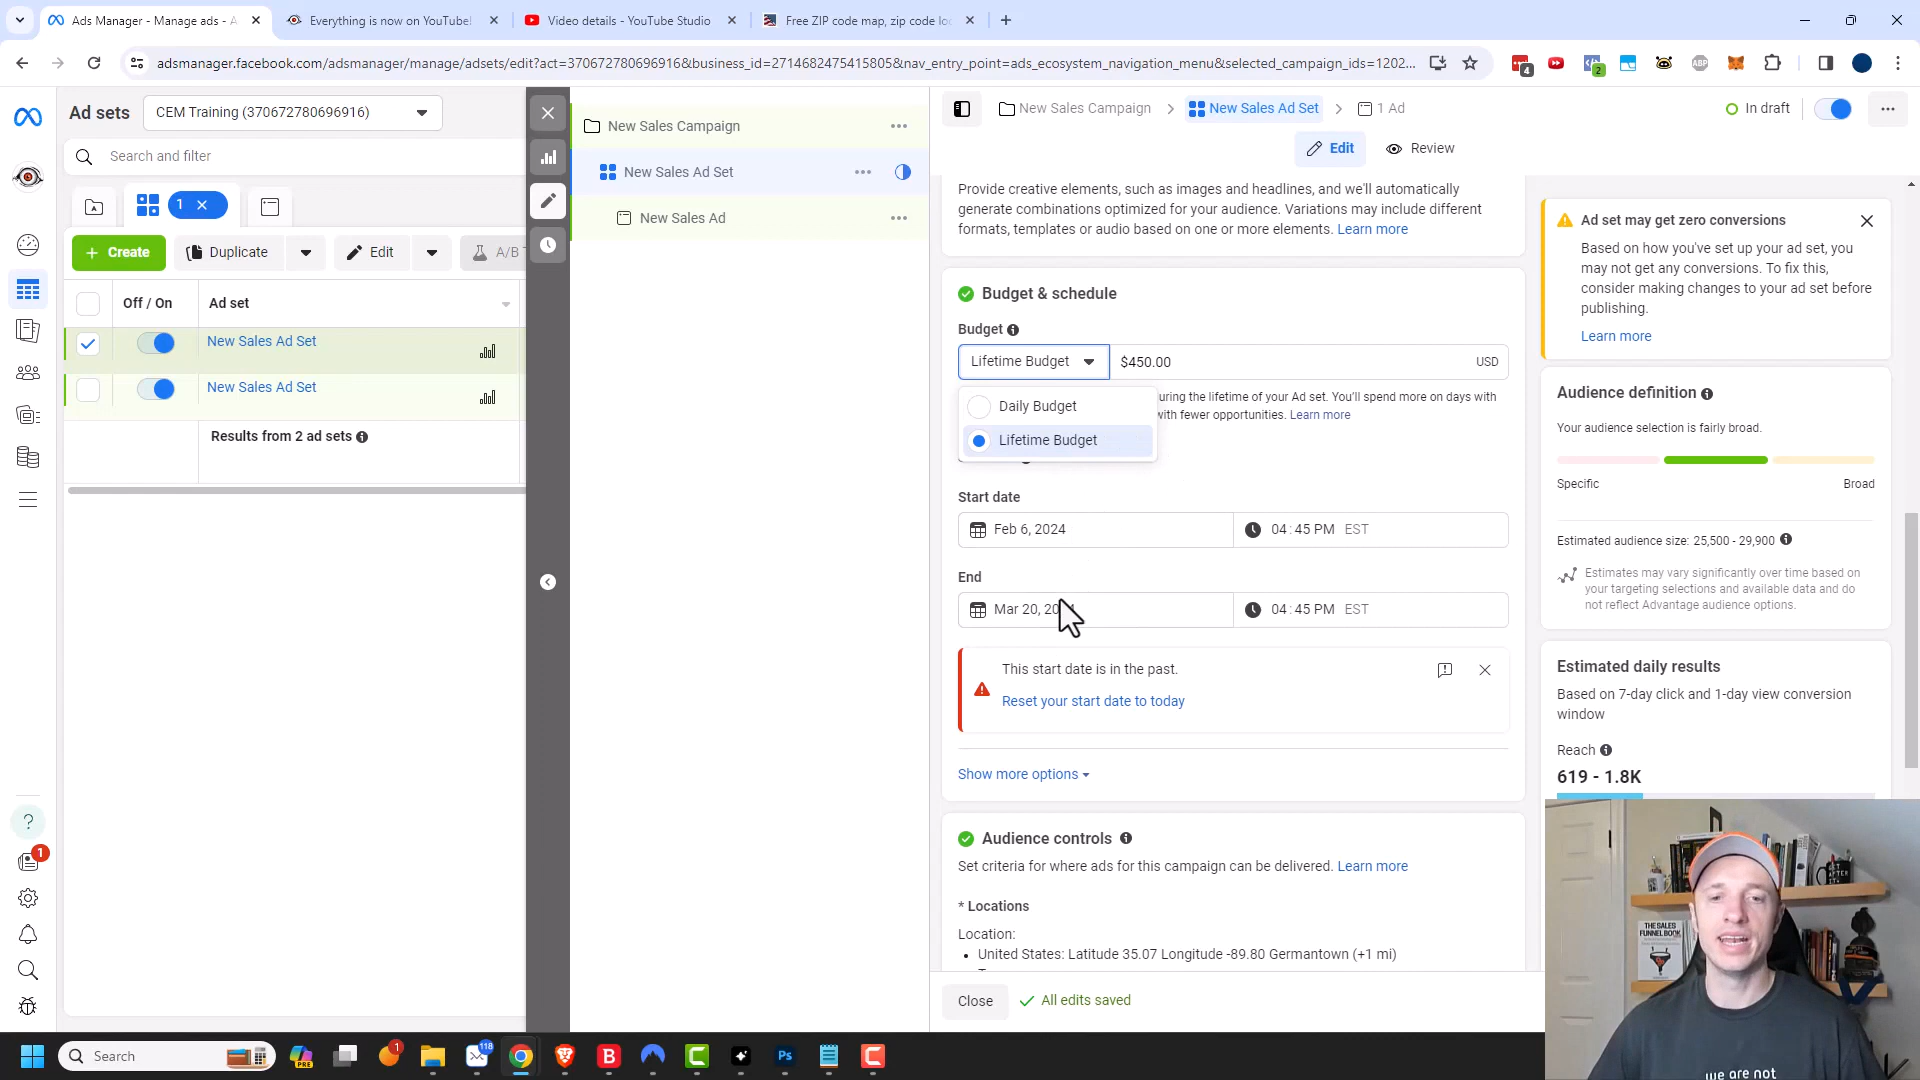 Ads Manager - Manage ads - A
Everything is now on YouTube!
Video details - YouTube Studio
Free ZIP code map, zip code lo
adsmanager.facebook.com/adsmanager/manage/adsets/edit?act=370672780696916&business_id=2714682475415805&nav_entry_point=ads_ecosystem_navigation_menu&selected_campaign_ids=1202...
4
ABP
2
Ad sets
CEM Training (370672780696916)
New Sales Campaign
New Sales Campaign
New Sales Ad Set
1 Ad
In draft
Search and filter
Edit
Review
New Sales Ad Set
1
New Sales Ad
Create
Duplicate
Edit
A/B T
Off / On
Ad set
New Sales Ad Set
New Sales Ad Set
Results from 2 ad sets
1
Provide creative elements, such as images and headlines, and we'll automatically
generate combinations optimized for your audience. Variations may include different
formats, templates or audio based on one or more elements. Learn more
Budget & schedule
Budget
Lifetime Budget
$450.00
USD
Daily Budget
Lifetime Budget
uring the lifetime of your Ad set. You'll spend more on days with
with fewer opportunities. Learn more
Start date
Feb 6, 2024
04:45 PM EST
End
Mar 20, 20
04:45 PM EST
This start date is in the past.
Reset your start date to today
Show more options
Audience controls
Set criteria for where ads for this campaign can be delivered. Learn more
* Locations
Location:
• United States: Latitude 35.07 Longitude -89.80 Germantown (+1 mi)
Close
All edits saved
Ad set may get zero conversions
Based on how you've set up your ad set, you
may not get any conversions. To fix this,
consider making changes to your ad set before
publishing.
Learn more
Audience definition
Your audience selection is fairly broad.
Specific
Broad
Estimated audience size: 25,500 - 29,900
Estimates may vary significantly over time based on
your targeting selections and available data and do
not reflect Advantage audience options.
Estimated daily results
Based on 7-day click and 1-day view conversion
window
Reach
619 - 1.8K
THE SALES
FUNNEL BOOK
we are not
Search
PRE
1
118
B
Ps